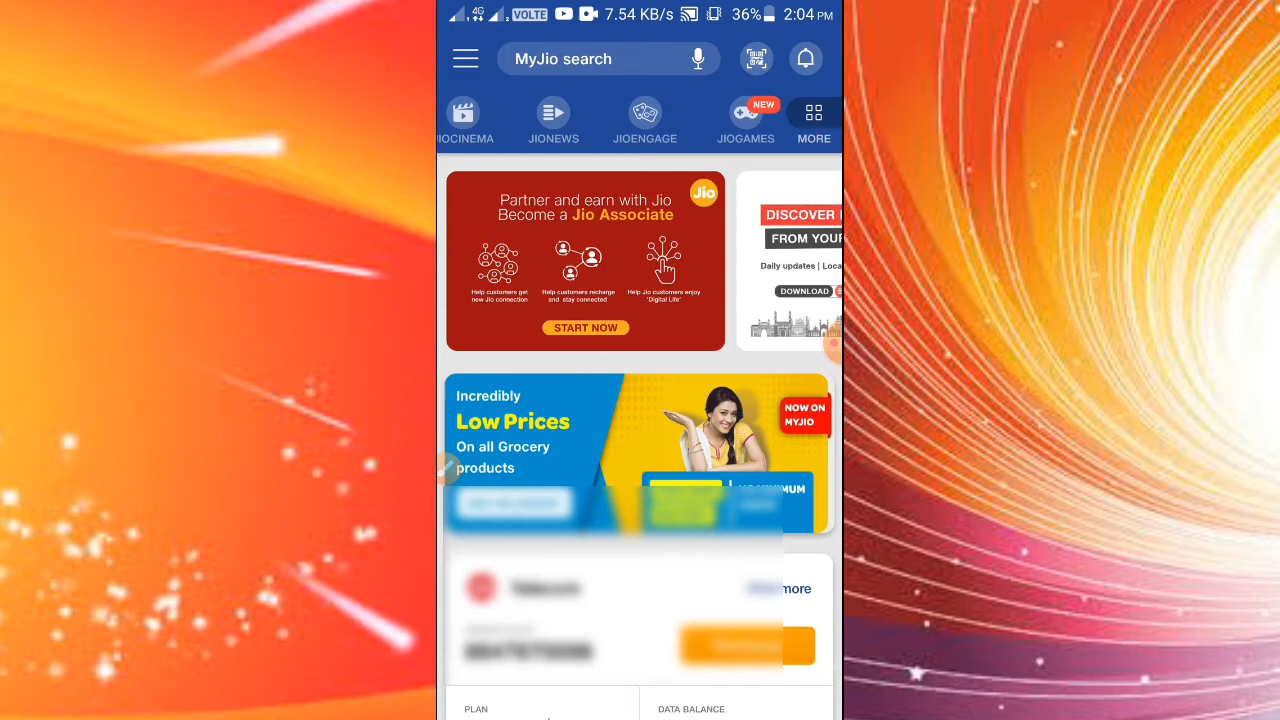 4G
1
2
VOLTE
7.54 KB/s
36%
2:04 PM
MyJio search
NEW
IOCINEMA
JIONEWS
JIOENGAGE
JIOGAMES
MORE
Partner and earn with Jio
Become a Jio Associate
Jio
Help customers get
new Jio connection
Help customers recharge
and stay connected
Help Jio customers enjoy
'Digital Life'
START NOW
DISCOVER
FROM YOUR
Daily updates | Loca
DOWNLOAD
Incredibly
Low Prices
On all Grocery
products
NOW ON
MYJIO
more
PLAN
DATA BALANCE